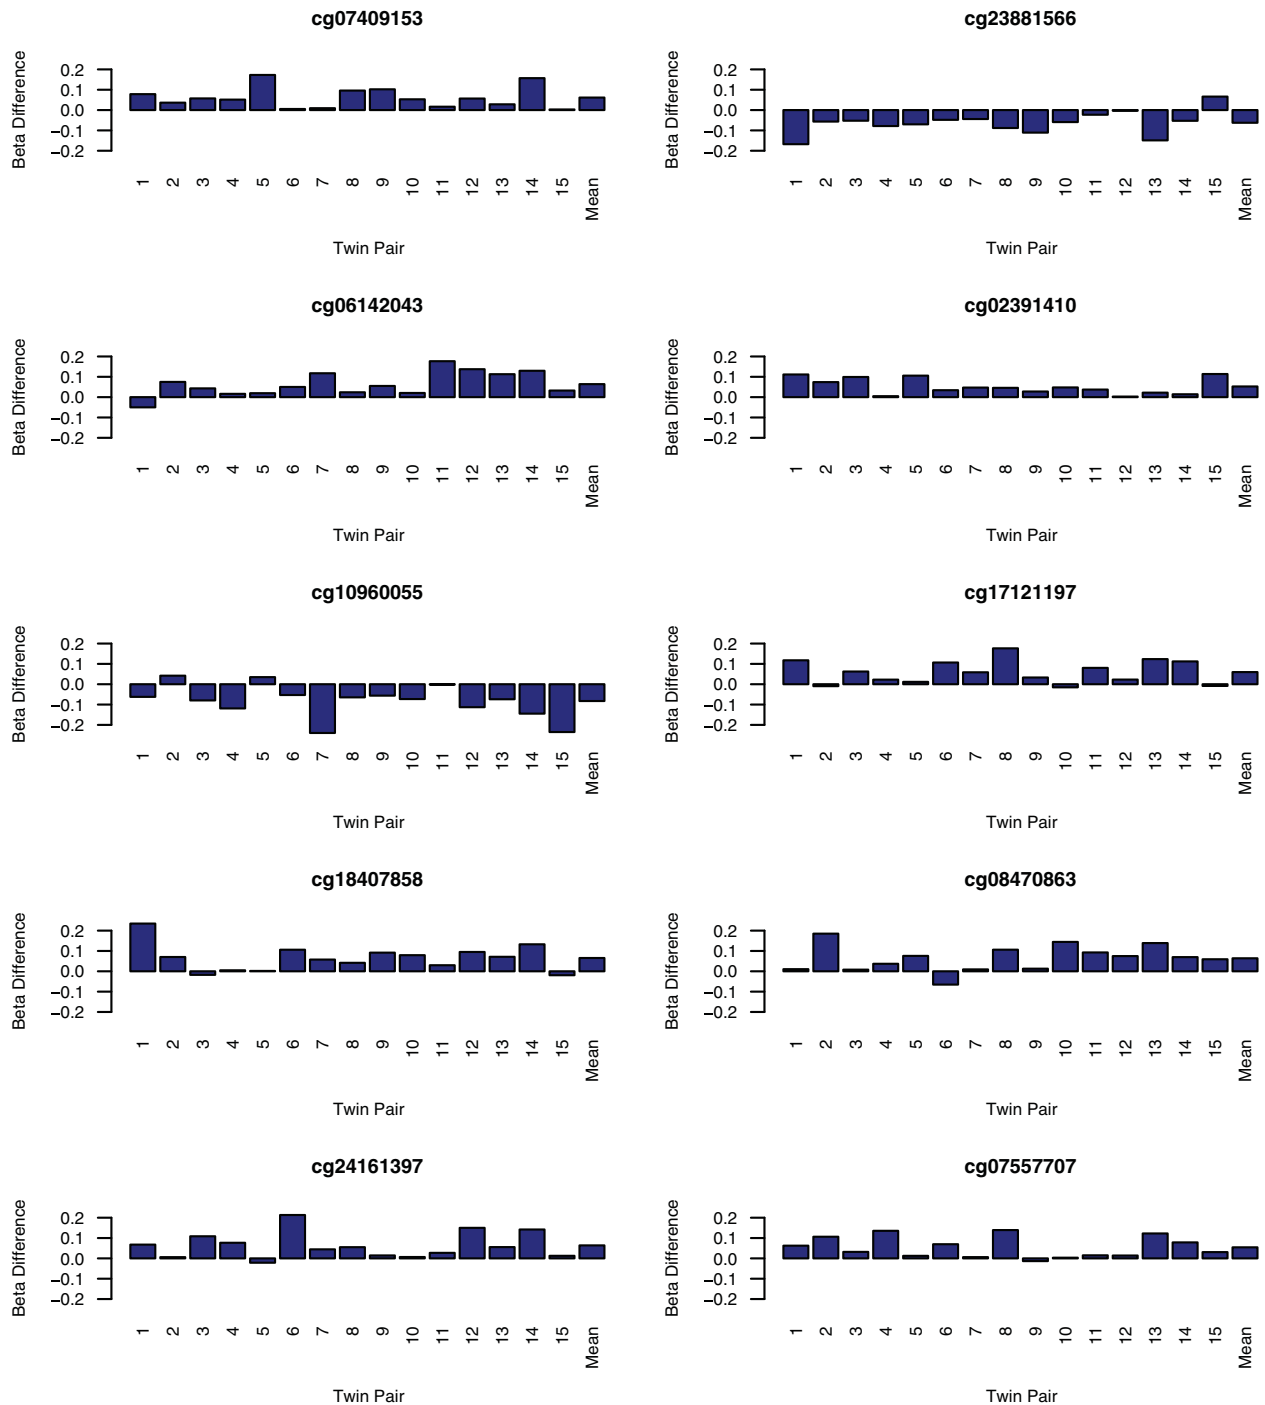 cg07409153
Beta Difference
0.2
0.1
0.0
−0.1
−0.2
1 2 3 4 5 6 7 8 9 10 11 12 13 14 15 Mean
Twin Pair
cg23881566
Beta Difference
0.2
0.1
0.0
−0.1
−0.2
1 2 3 4 5 6 7 8 9 10 11 12 13 14 15 Mean
Twin Pair
cg06142043
Beta Difference
0.2
0.1
0.0
−0.1
−0.2
1 2 3 4 5 6 7 8 9 10 11 12 13 14 15 Mean
Twin Pair
cg02391410
Beta Difference
0.2
0.1
0.0
−0.1
−0.2
1 2 3 4 5 6 7 8 9 10 11 12 13 14 15 Mean
Twin Pair
cg10960055
Beta Difference
0.2
0.1
0.0
−0.1
−0.2
1 2 3 4 5 6 7 8 9 10 11 12 13 14 15 Mean
Twin Pair
cg17121197
Beta Difference
0.2
0.1
0.0
−0.1
−0.2
1 2 3 4 5 6 7 8 9 10 11 12 13 14 15 Mean
Twin Pair
cg18407858
Beta Difference
0.2
0.1
0.0
−0.1
−0.2
1 2 3 4 5 6 7 8 9 10 11 12 13 14 15 Mean
Twin Pair
cg08470863
Beta Difference
0.2
0.1
0.0
−0.1
−0.2
1 2 3 4 5 6 7 8 9 10 11 12 13 14 15 Mean
Twin Pair
cg24161397
Beta Difference
0.2
0.1
0.0
−0.1
−0.2
1 2 3 4 5 6 7 8 9 10 11 12 13 14 15 Mean
Twin Pair
cg07557707
Beta Difference
0.2
0.1
0.0
−0.1
−0.2
1 2 3 4 5 6 7 8 9 10 11 12 13 14 15 Mean
Twin Pair